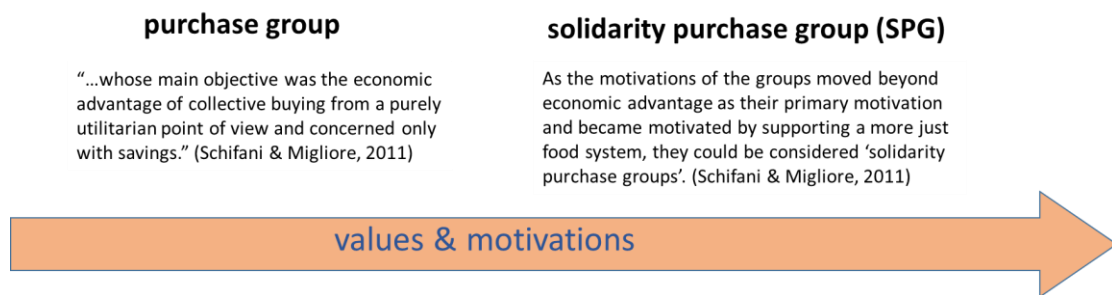 purchase group
"…whose main objective was the economic
advantage of collective buying from a purely
utilitarian point of view and concerned only
with savings." (Schifani & Migliore, 2011)
solidarity purchase group (SPG)
As the motivations of the groups moved beyond
economic advantage as their primary motivation
and became motivated by supporting a more just
food system, they could be considered 'solidarity
purchase groups'. (Schifani & Migliore, 2011)
values & motivations